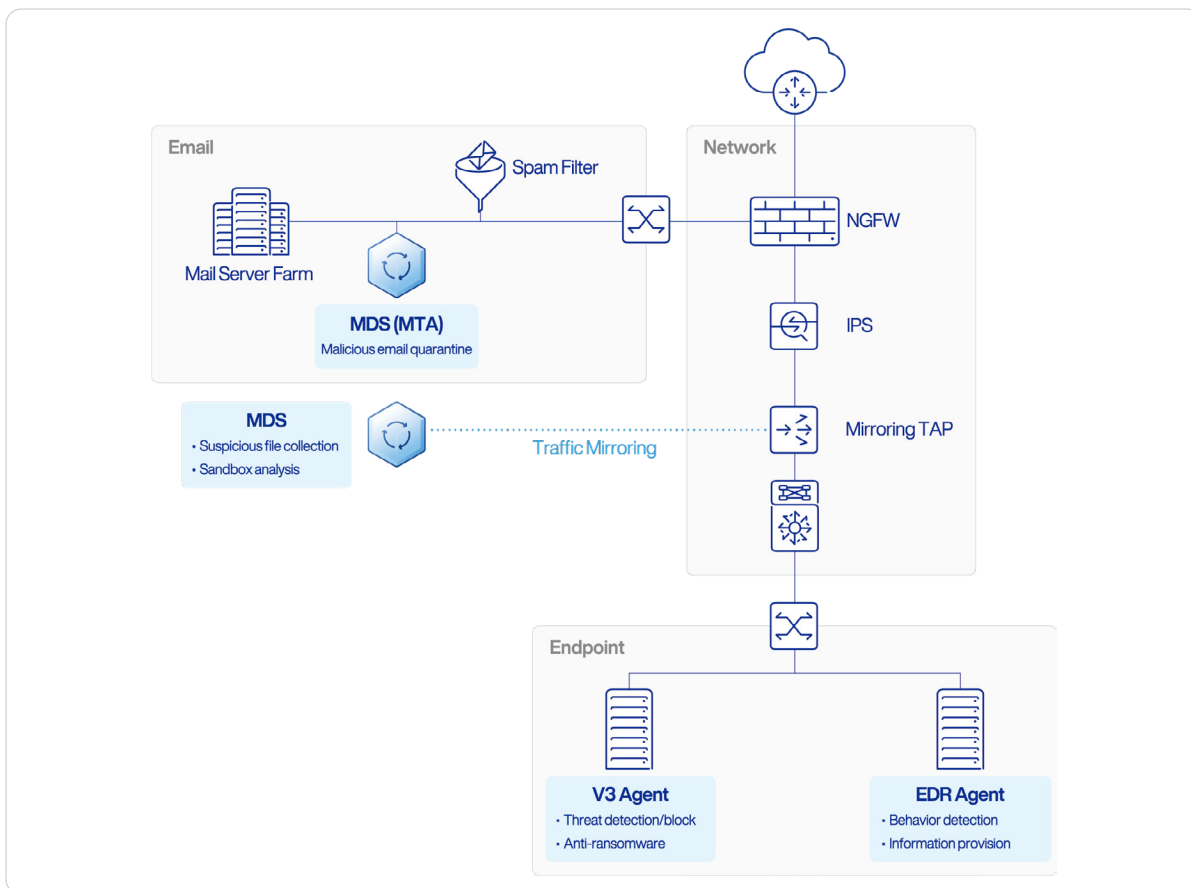 Email
Spam Filter
Mail Server Farm
MDS (MTA)
Malicious email quarantine
Network
NGFW
IPS
Mirroring TAP
MDS
• Suspicious file collection
• Sandbox analysis
Traffic Mirroring
Endpoint
V3 Agent
• Threat detection/block
• Anti-ransomware
EDR Agent
• Behavior detection
• Information provision